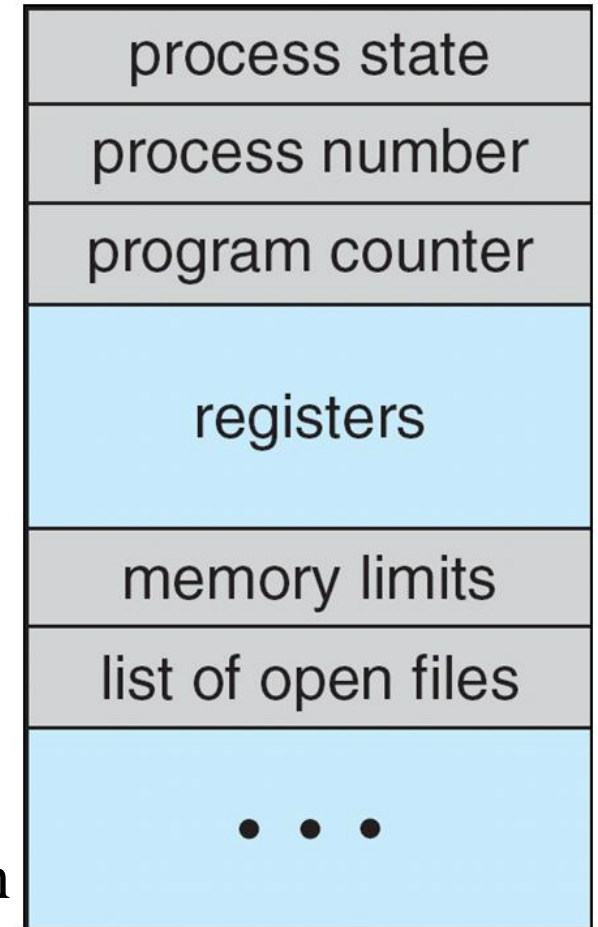 process state
process number
program counter
registers
memory limits
list of open files
• • •
n